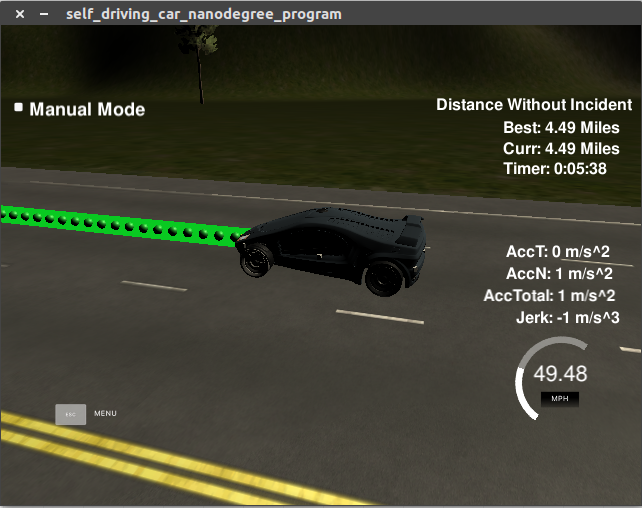 self_driving_car_nanodegree_program
Manual Mode
Distance Without Incident
Best: 4.49 Miles
Curr: 4.49 Miles
Timer: 0:05:38
AccT: 0 m/s^2
AccN: 1 m/s^2
AccTotal: 1 m/s^2
Jerk: -1 m/s^3
49.48
MPH
ESC MENU